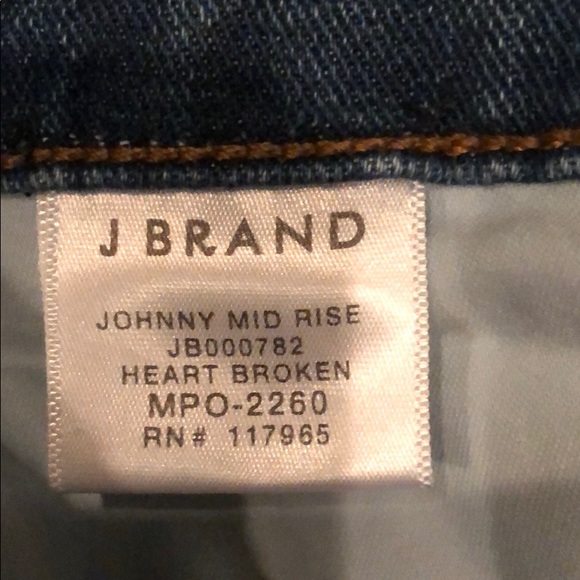 J BRAND
JOHNNY MID RISE
JB000782
HEART BROKEN
MPO-2260
RN# 117965